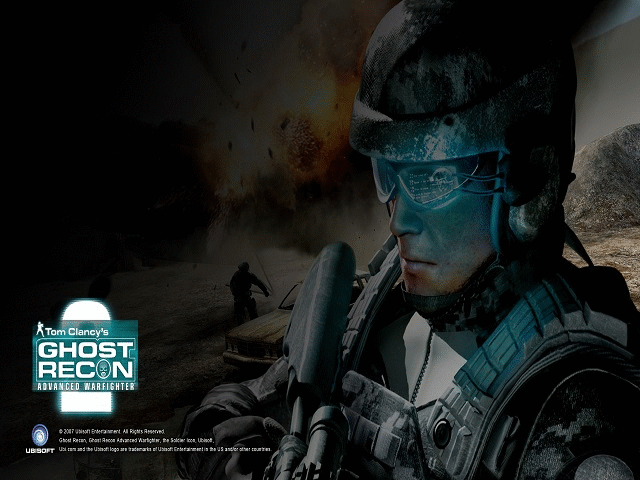 Tom Clancy's
GHOST
RECON
ADVANCED WARFIGHTER
© 2007 Ubisoft Entertainment. All Rights Reserved.
Ghost Recon, Ghost Recon Advanced Warfighter, the Soldier Icon, Ubisoft,
Ubi.com and the Ubisoft logo are trademarks of Ubisoft Entertainment in the US and/or other countries.
UBISOFT